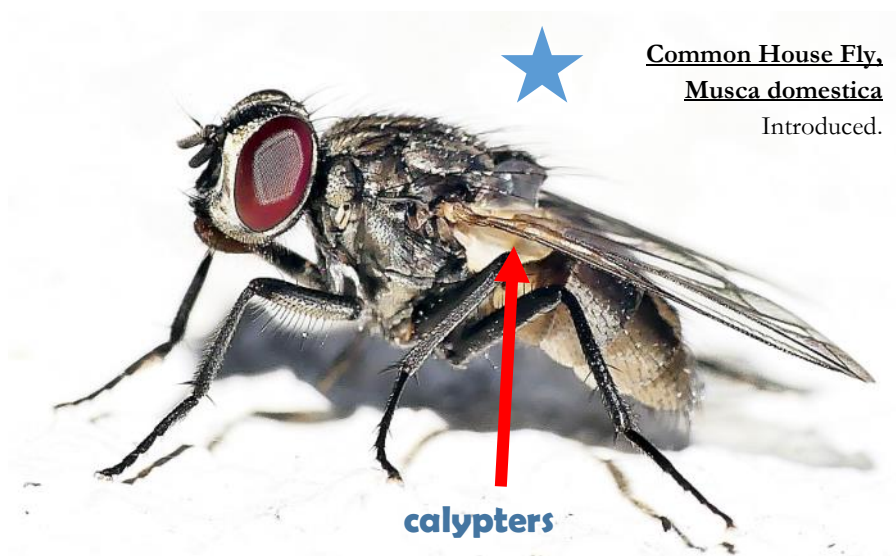 Common House Fly,
Musca domestica
Introduced.
calypters